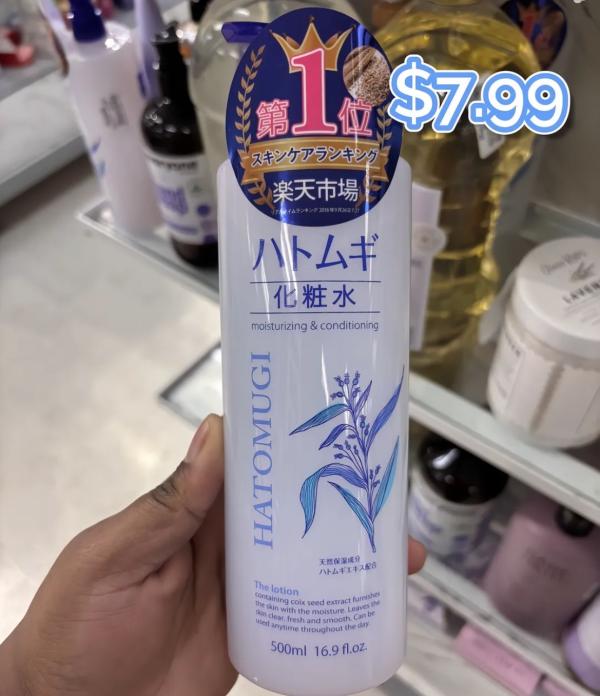 第1位
スキンケアランキング
楽天市場
$7.99
ハトムギ
化粧水
moisturizing & conditioning
HATOMUGI
天然保湿成分
ハトムギエキス配合
The lotion
containing coix seed extract furnishes
the skin with the moisture. Leaves the
skin clear, fresh and smooth. Can be
used anytime throughout the day.
500ml 16.9 fl.oz.